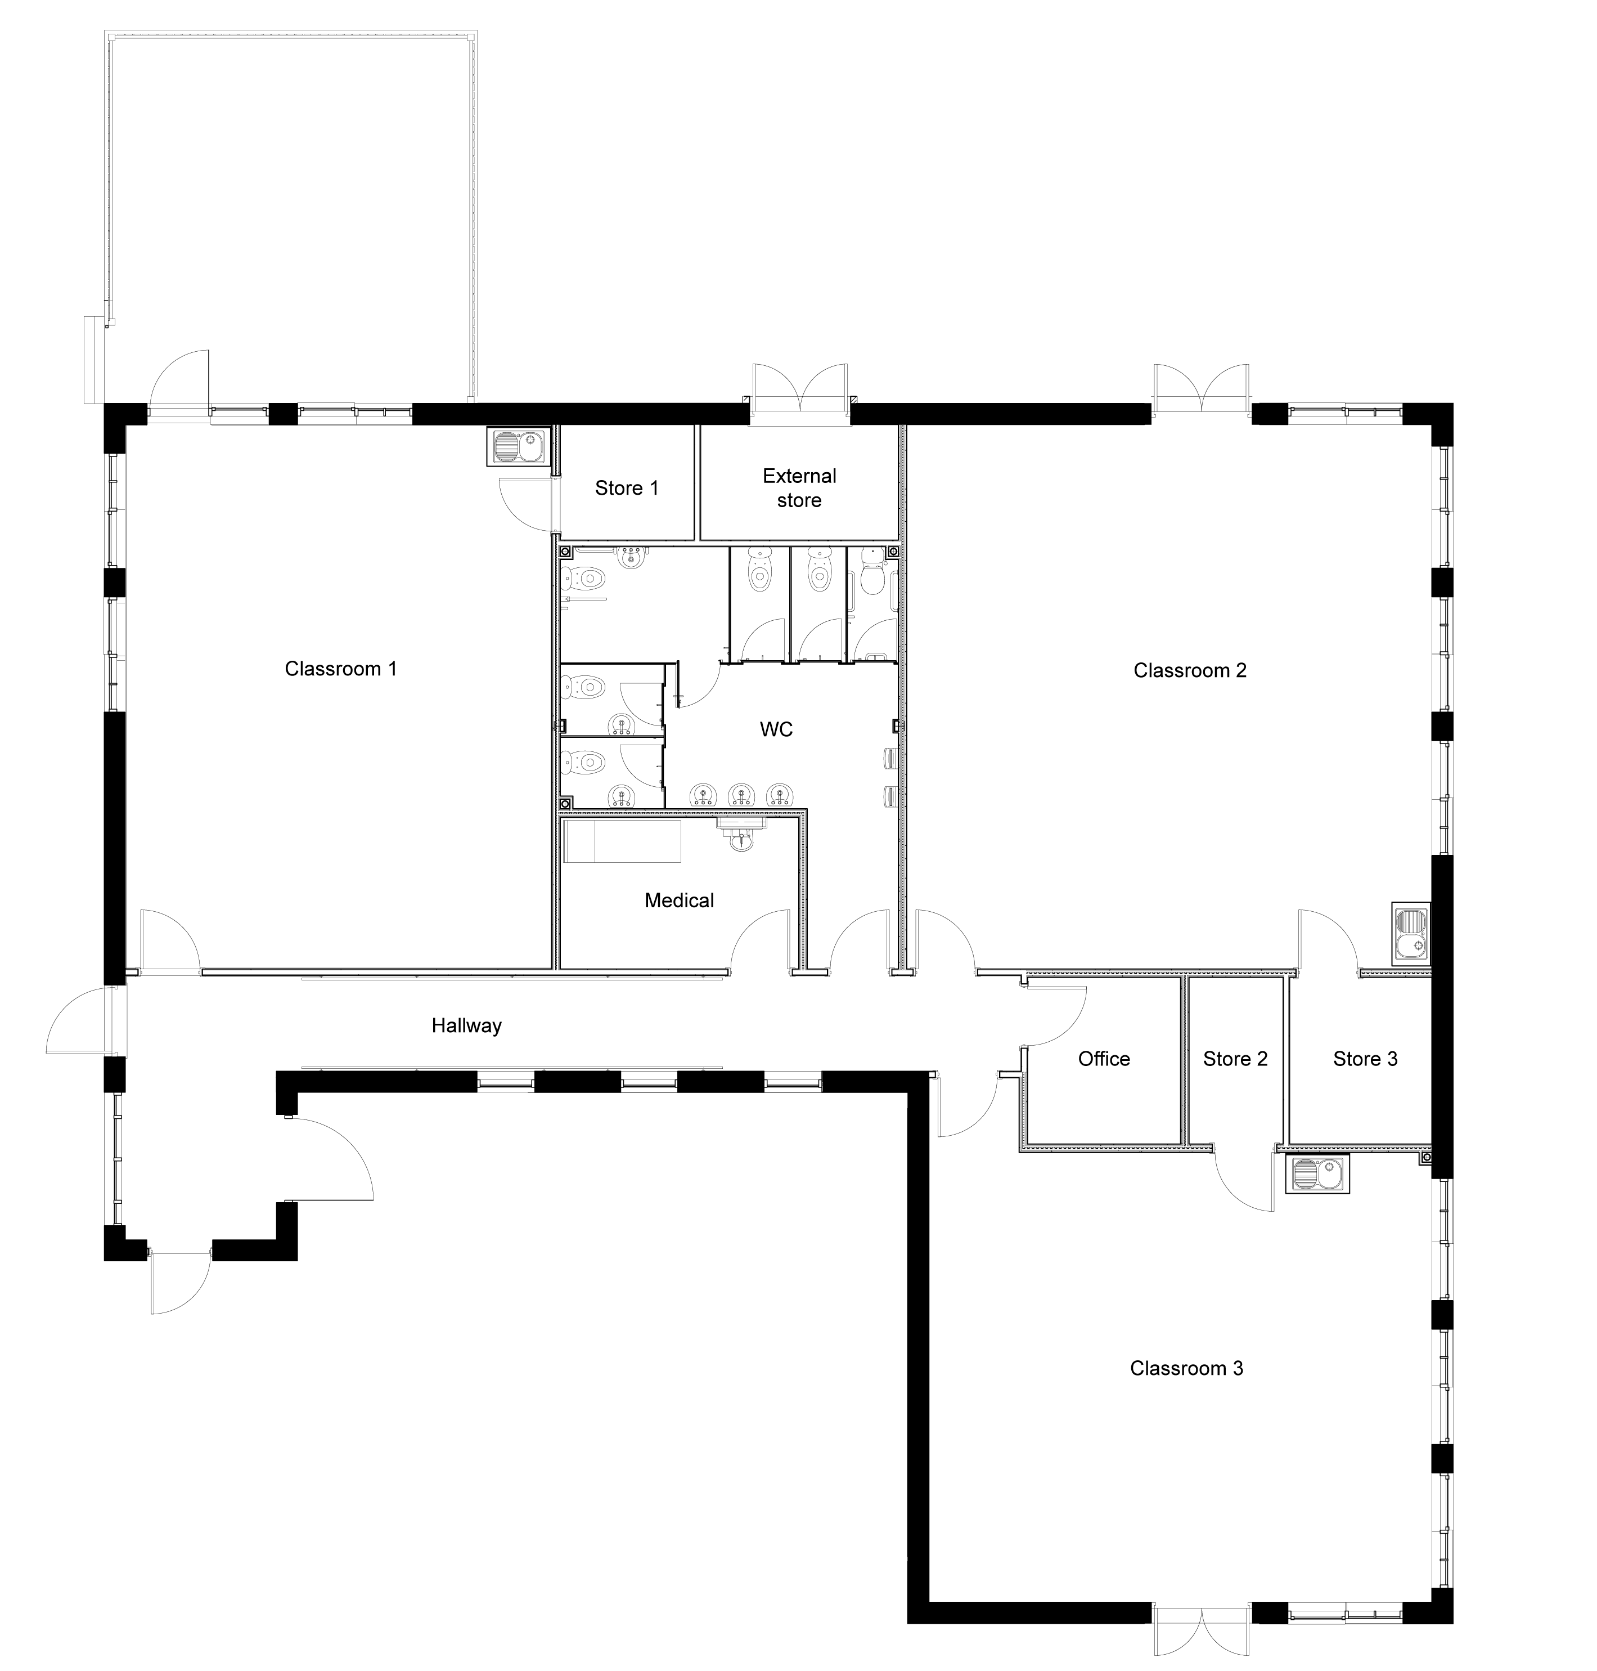 Store 1
External
store
Classroom 1
Classroom 2
WC
Medical
Hallway
Office
Store 2
Store 3
Classroom 3